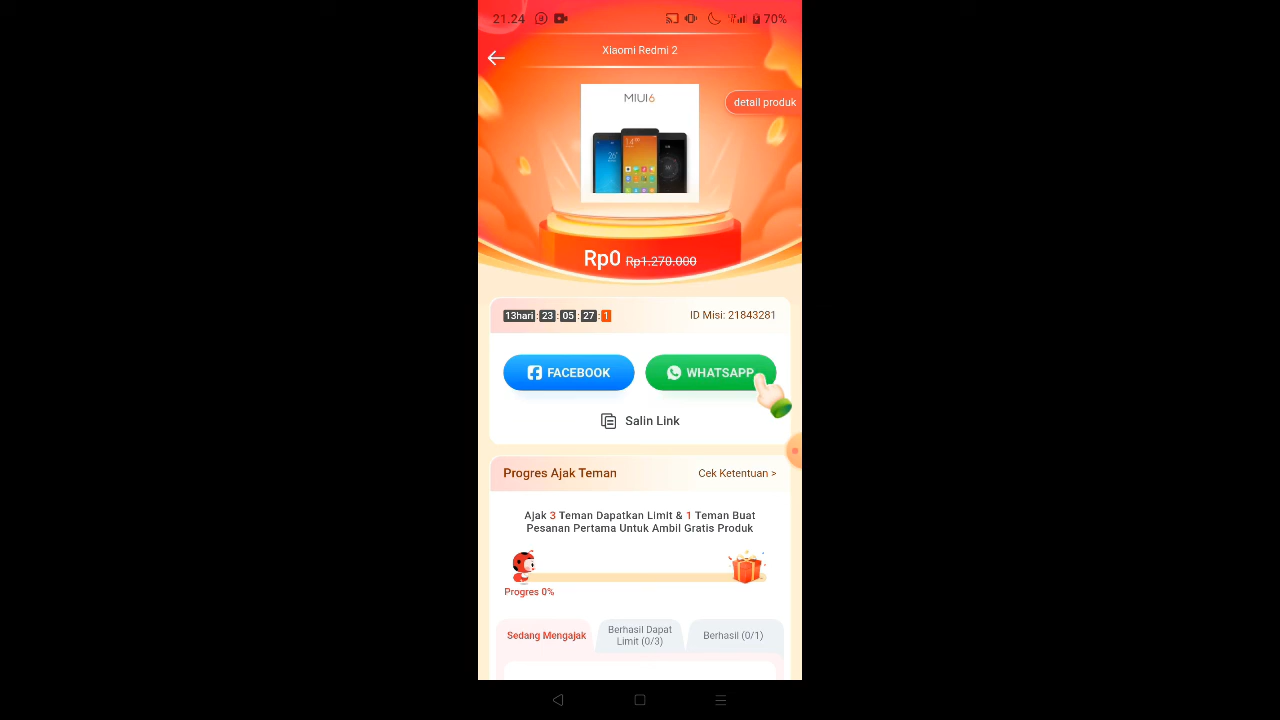 21.24
70%
Xiaomi Redmi 2
MIUI6
detail produk
Rp0 Rp1.270.000
13hari : 23 : 05 : 27 : 1
ID Misi: 21843281
FACEBOOK
WHATSAPP
Salin Link
Progres Ajak Teman
Cek Ketentuan >
Ajak 3 Teman Dapatkan Limit & 1 Teman Buat
Pesanan Pertama Untuk Ambil Gratis Produk
Progres 0%
Sedang Mengajak
Berhasil Dapat
Limit (0/3)
Berhasil (0/1)